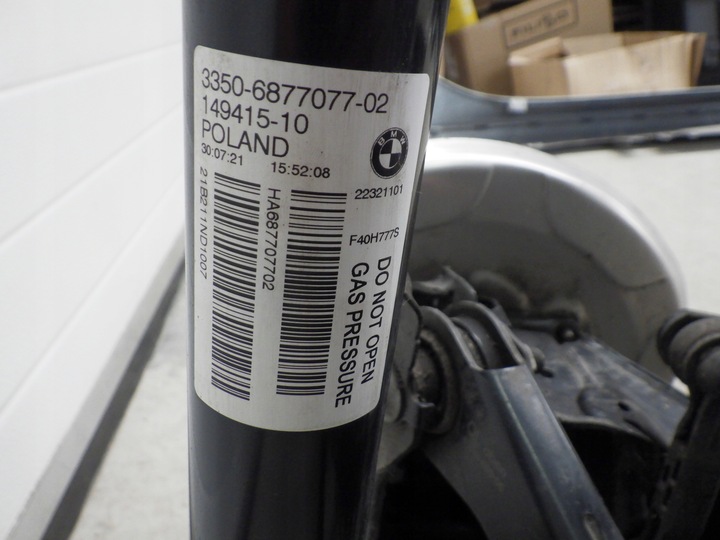 3350-6877077-02
149415-10
POLAND
BMW
30:07:21 15:52:08
22321101
21B211ND1007
HA687707702
F40H777S
DO NOT OPEN
GAS PRESSURE